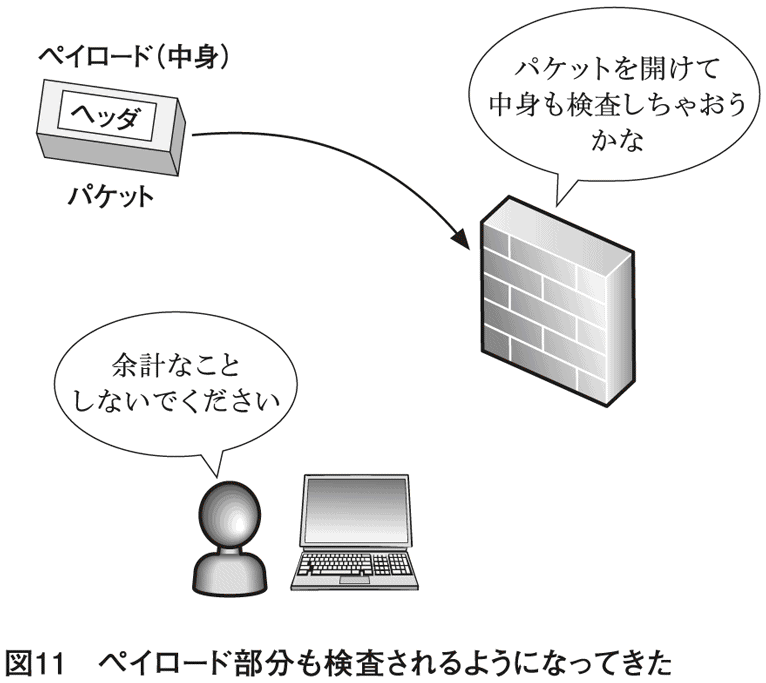 ペイロード(中身)
ヘッダ
パケット
パケットを開けて
中身も検査しちゃおう
かな
余計なこと
しないでください
図11 ペイロード部分も検査されるようになってきた